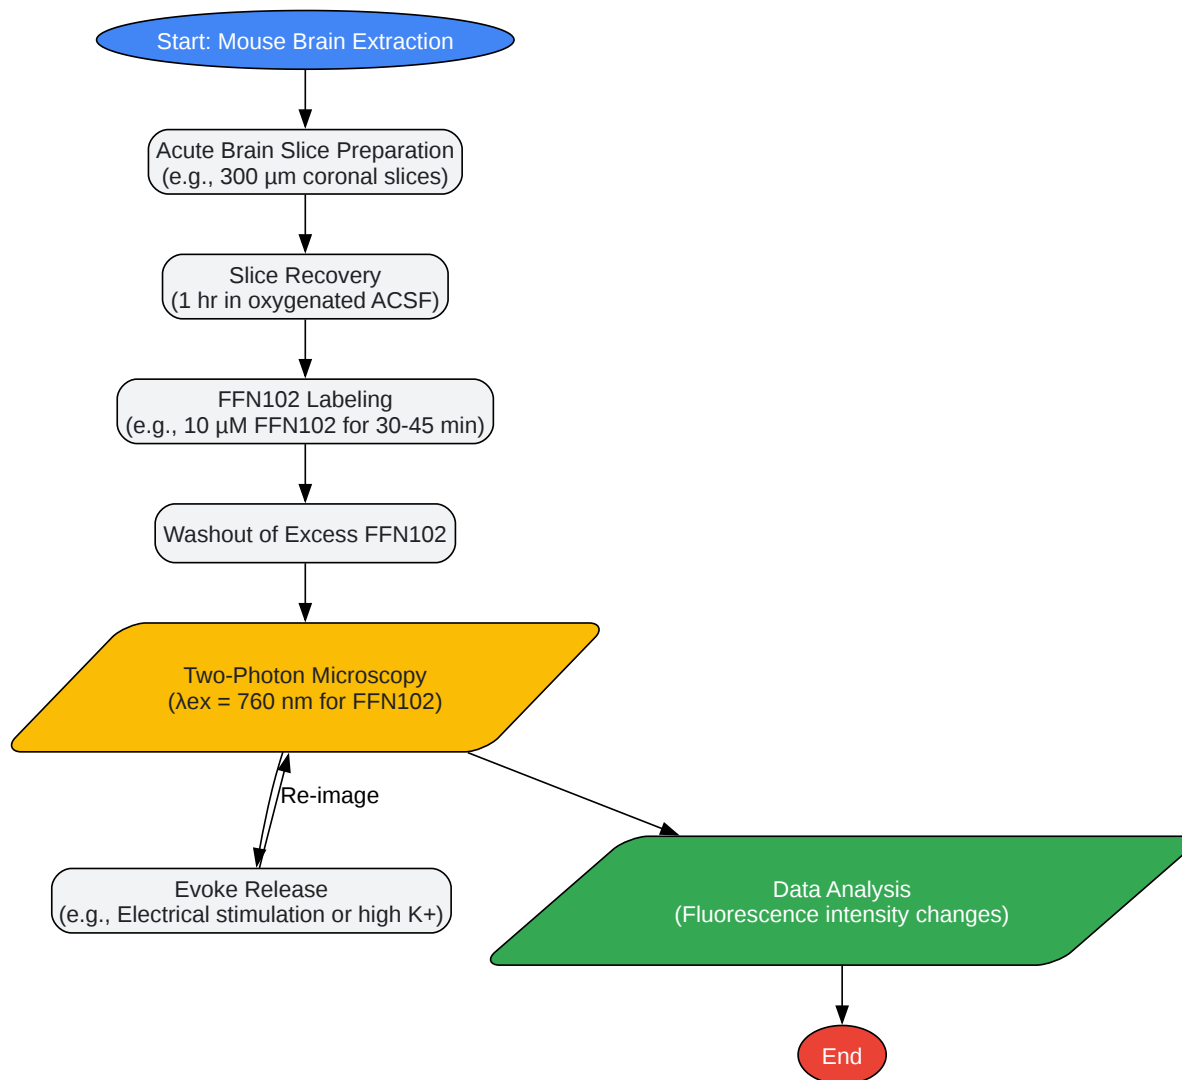 Start: Mouse Brain Extraction
Acute Brain Slice Preparation
(e.g., 300 µm coronal slices)
Slice Recovery
(1 hr in oxygenated ACSF)
FFN102 Labeling
(e.g., 10 µM FFN102 for 30-45 min)
Washout of Excess FFN102
Two-Photon Microscopy
(λex = 760 nm for FFN102)
Re-image
Evoke Release
(e.g., Electrical stimulation or high K+)
Data Analysis
(Fluorescence intensity changes)
End